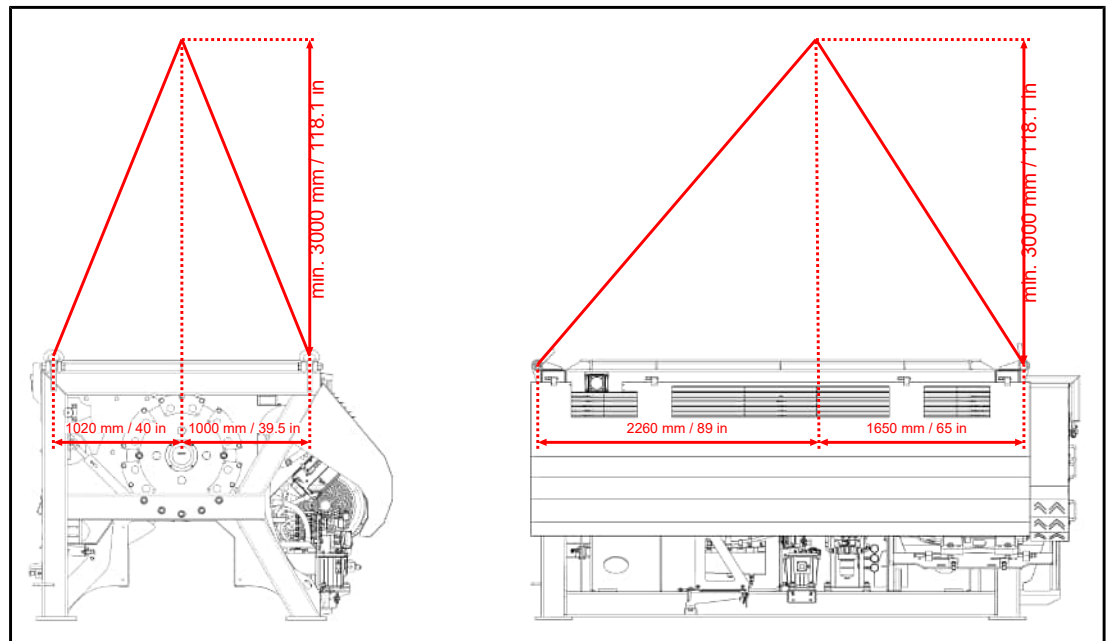 min. 3000 mm / 118.1 in
1020 mm / 40 in
1000 mm / 39.5 in
min. 3000 mm / 118.1 in
2260 mm / 89 in
1650 mm / 65 in